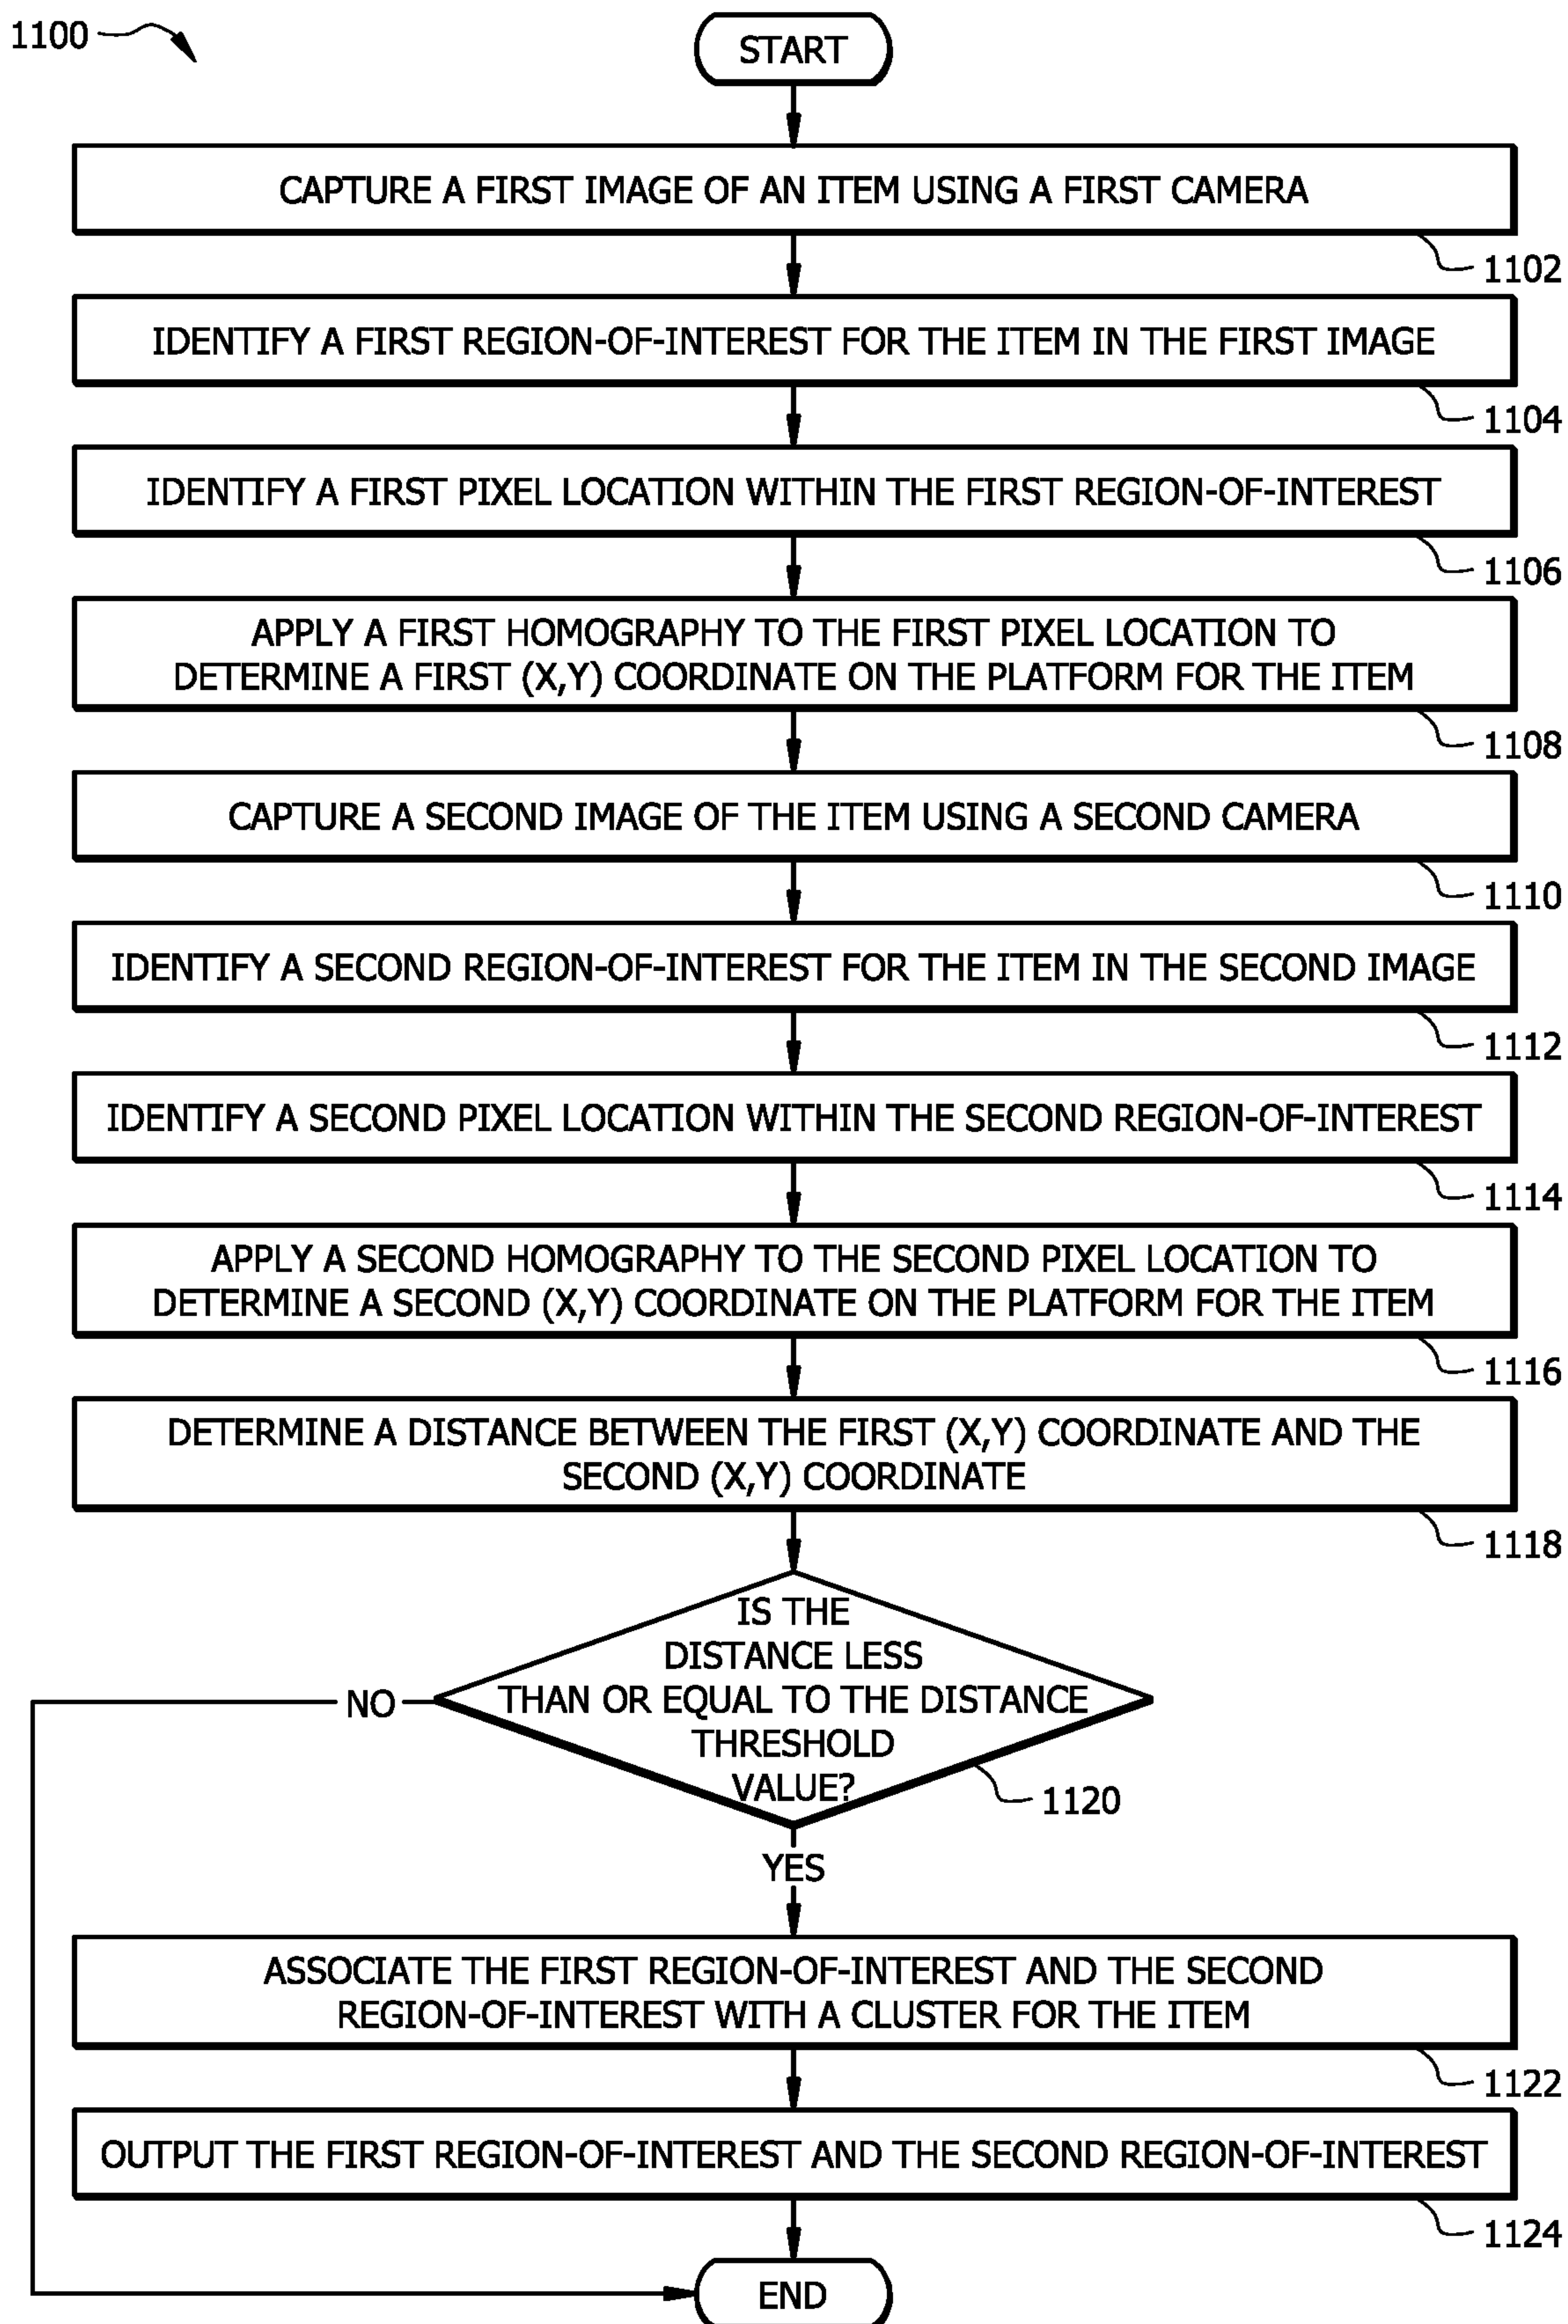 1100
START
CAPTURE A FIRST IMAGE OF AN ITEM USING A FIRST CAMERA
1102
IDENTIFY A FIRST REGION-OF-INTEREST FOR THE ITEM IN THE FIRST IMAGE
1104
IDENTIFY A FIRST PIXEL LOCATION WITHIN THE FIRST REGION-OF-INTEREST
1106
APPLY A FIRST HOMOGRAPHY TO THE FIRST PIXEL LOCATION TO
DETERMINE A FIRST (X,Y) COORDINATE ON THE PLATFORM FOR THE ITEM
1108
CAPTURE A SECOND IMAGE OF THE ITEM USING A SECOND CAMERA
1110
IDENTIFY A SECOND REGION-OF-INTEREST FOR THE ITEM IN THE SECOND IMAGE
1112
IDENTIFY A SECOND PIXEL LOCATION WITHIN THE SECOND REGION-OF-INTEREST
1114
APPLY A SECOND HOMOGRAPHY TO THE SECOND PIXEL LOCATION TO
DETERMINE A SECOND (X,Y) COORDINATE ON THE PLATFORM FOR THE ITEM
1116
DETERMINE A DISTANCE BETWEEN THE FIRST (X,Y) COORDINATE AND THE
SECOND (X,Y) COORDINATE
1118
IS THE
DISTANCE LESS
THAN OR EQUAL TO THE DISTANCE
THRESHOLD
VALUE?
NO
1120
YES
ASSOCIATE THE FIRST REGION-OF-INTEREST AND THE SECOND
REGION-OF-INTEREST WITH A CLUSTER FOR THE ITEM
1122
OUTPUT THE FIRST REGION-OF-INTEREST AND THE SECOND REGION-OF-INTEREST
1124
END